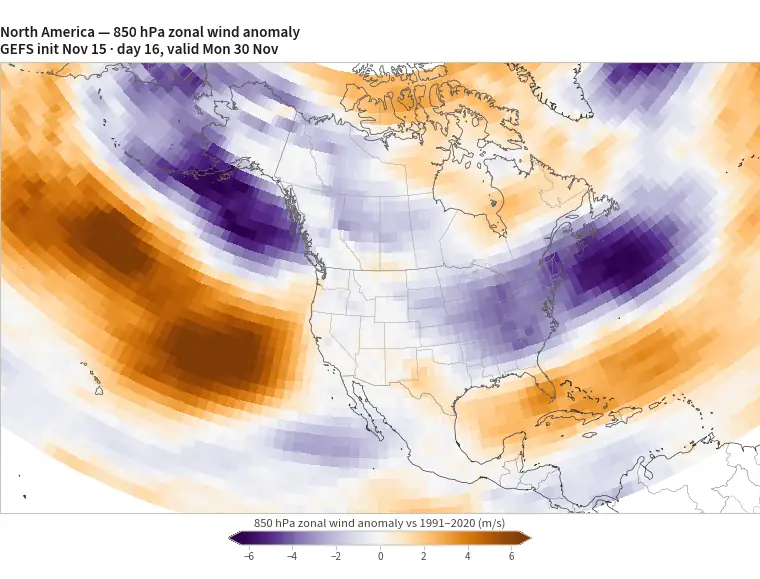 North America — 850 hPa zonal wind anomaly
GEFS init Nov 15 · day 16, valid Mon 30 Nov
850 hPa zonal wind anomaly vs 1991–2020 (m/s)
−6 −4 −2 0 2 4 6